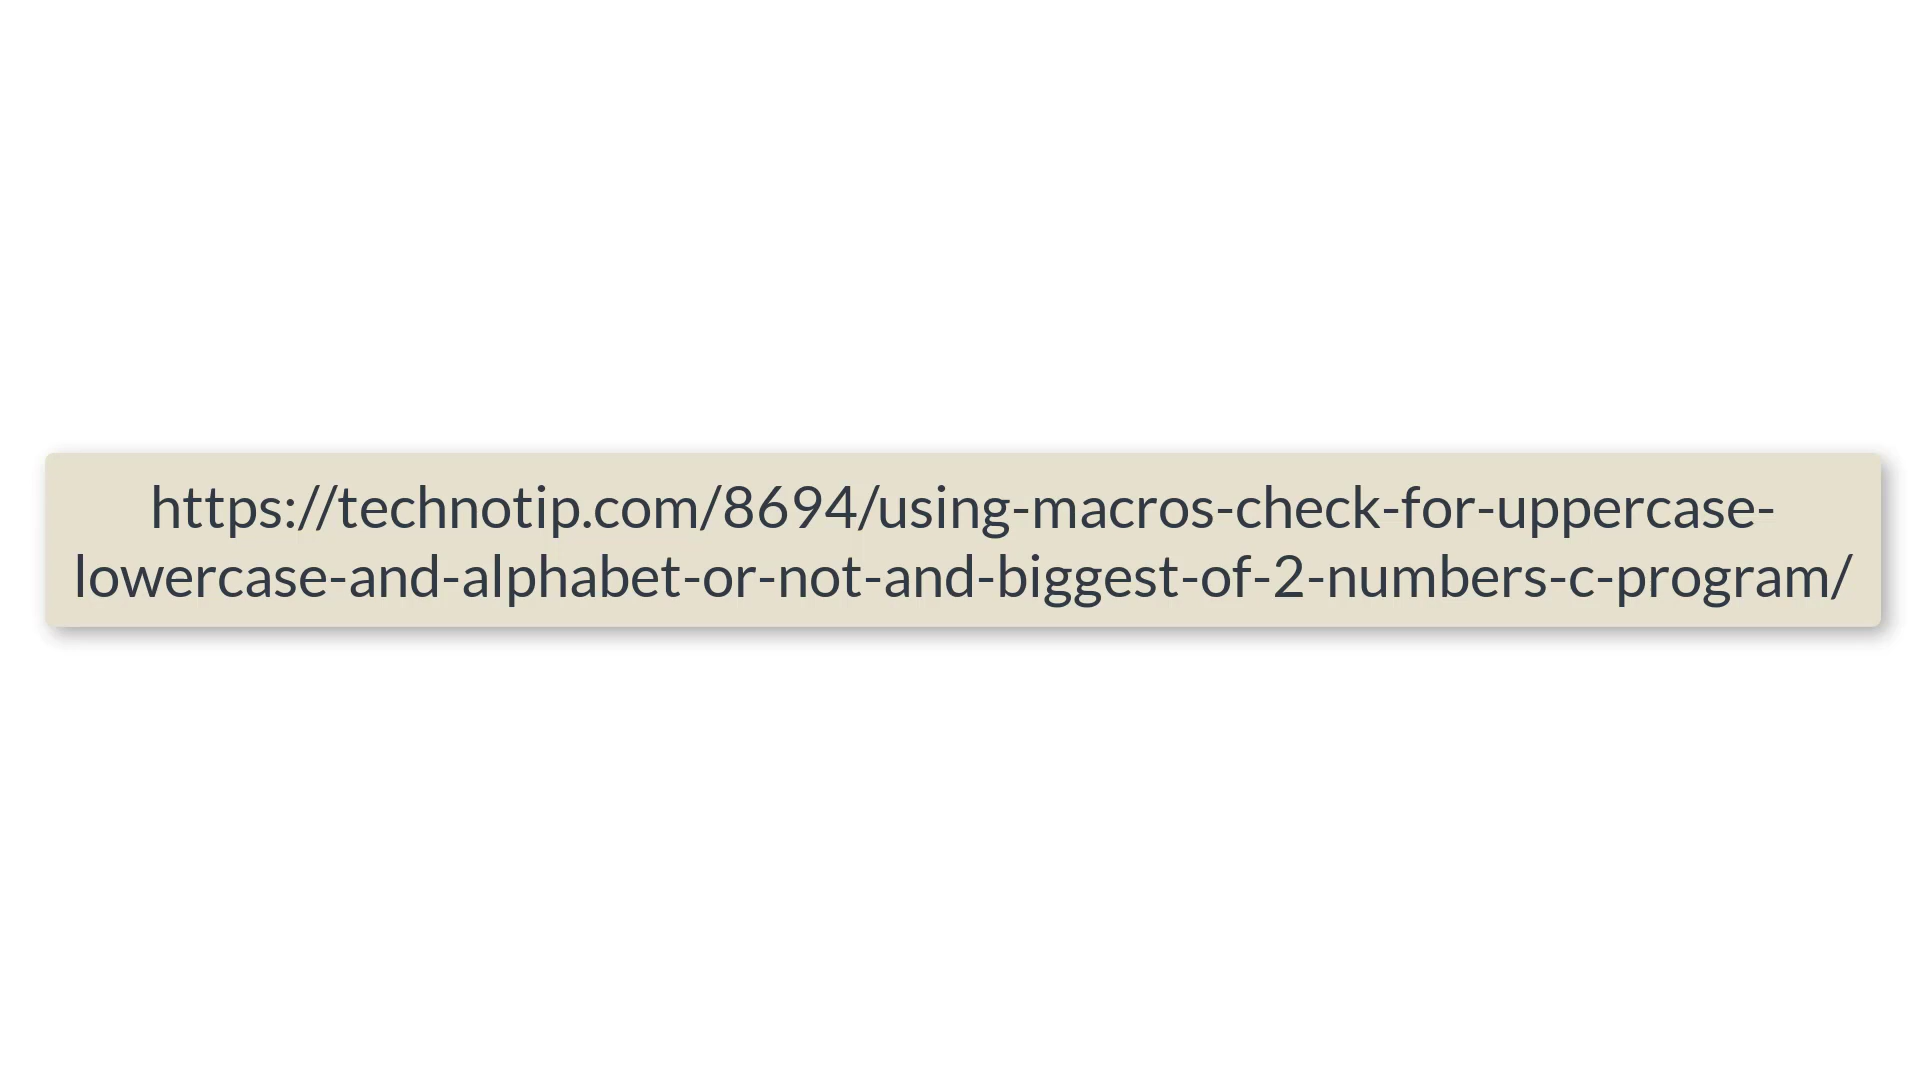 https://technotip.com/8694/using-macros-check-for-uppercase-
lowercase-and-alphabet-or-not-and-biggest-of-2-numbers-c-program/